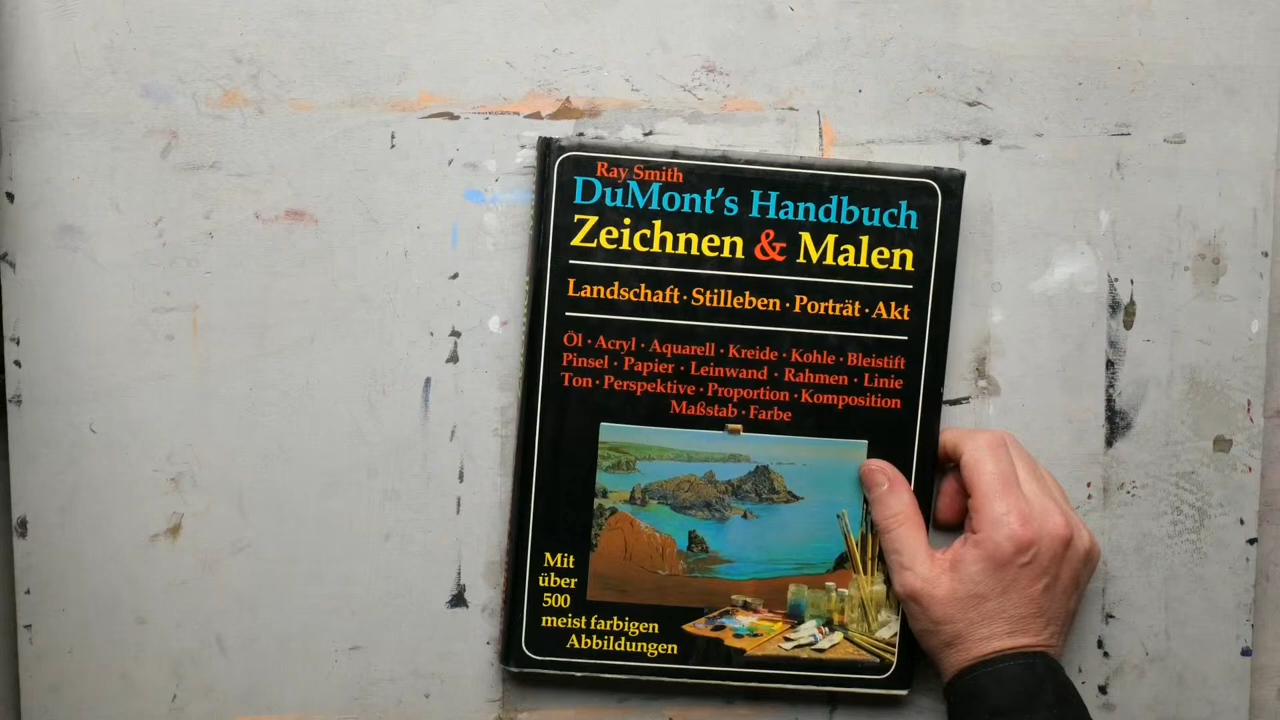 Ray Smith
DuMont's Handbuch
Zeichnen & Malen
Landschaft · Stilleben · Porträt · Akt
Öl · Acryl · Aquarell · Kreide · Kohle · Bleistift
Pinsel · Papier · Leinwand · Rahmen · Linie
Ton · Perspektive · Proportion · Komposition
Maßstab · Farbe
Mit
über
500
meist farbigen
Abbildungen